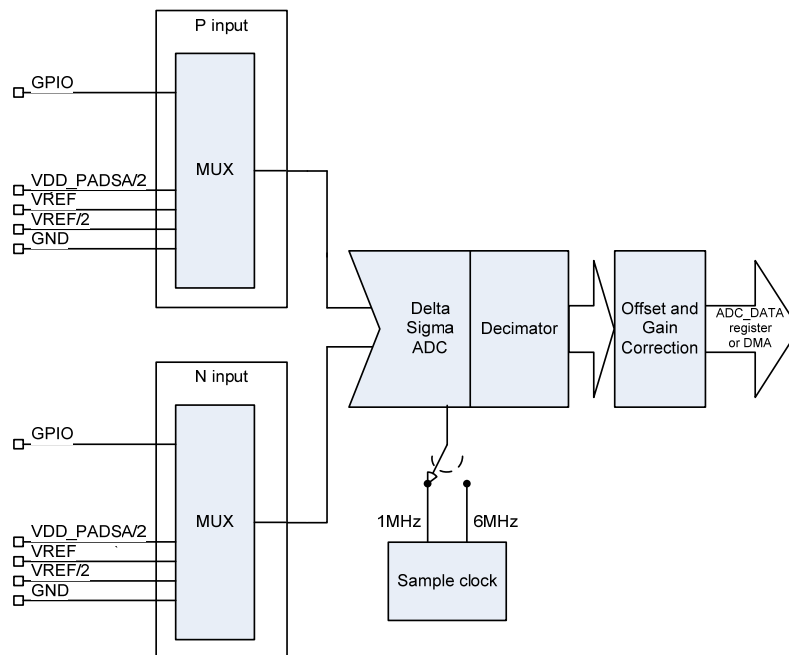 P input
GPIO
MUX
VDD_PADSA/2
VREF
VREF/2
GND
Delta
Sigma
ADC
Decimator
Offset and
Gain
Correction
ADC_DATA
register
or DMA
N input
GPIO
MUX
VDD_PADSA/2
VREF
VREF/2
GND
1MHz
6MHz
Sample clock